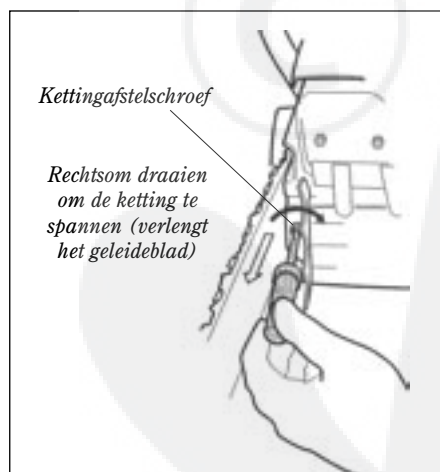 Kettingafstelschroef
Rechtsom draaien
om de ketting te
spannen (verlengt
het geleideblad)